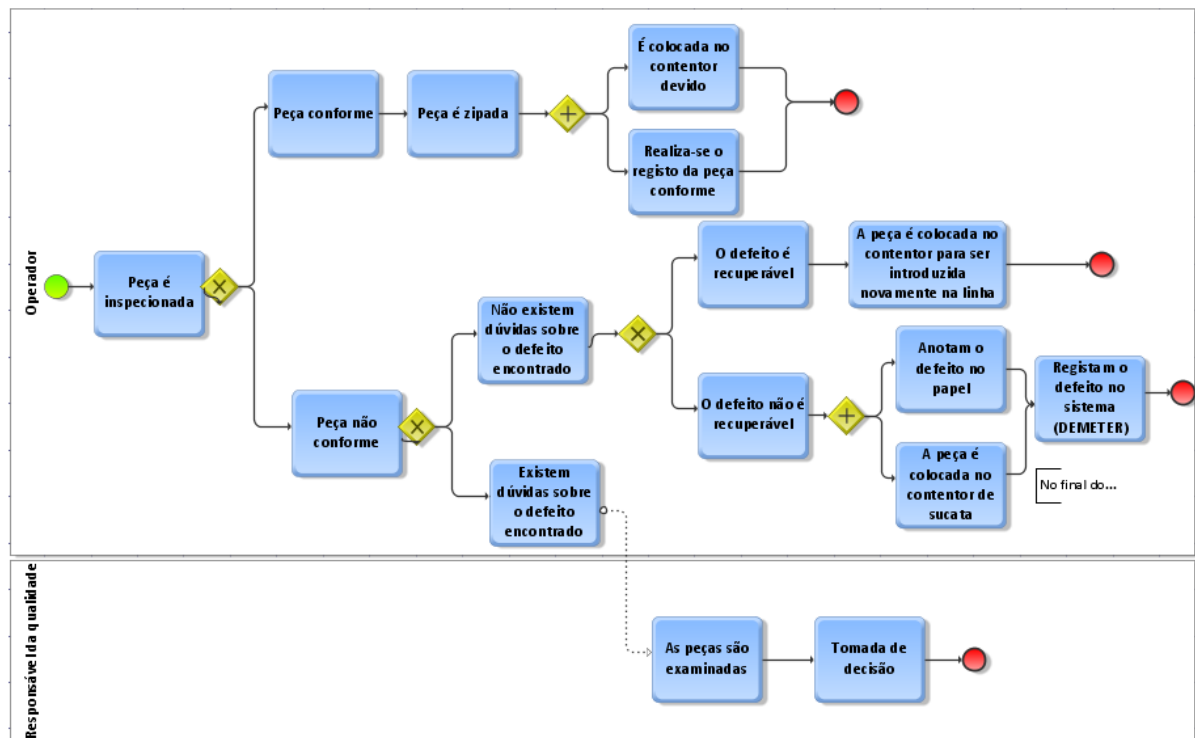 Operador
Peça é
inspecionada
Peça conforme
Peça é zipada
É colocada no
contentor
devido
Realiza-se o
registo da peça
conforme
Peça não
conforme
Não existem
dúvidas sobre
o defeito
encontrado
Existem
dúvidas sobre
o defeito
encontrado
O defeito é
recuperável
A peça é colocada no
contentor para ser
introduzida
novamente na linha
O defeito não é
recuperável
Anotam o
defeito no
papel
A peça é
colocada no
contentor de
sucata
Registam o
defeito no
sistema
(DEMETER)
No final do...
Responsável da qualidade
As peças são
examinadas
Tomada de
decisão